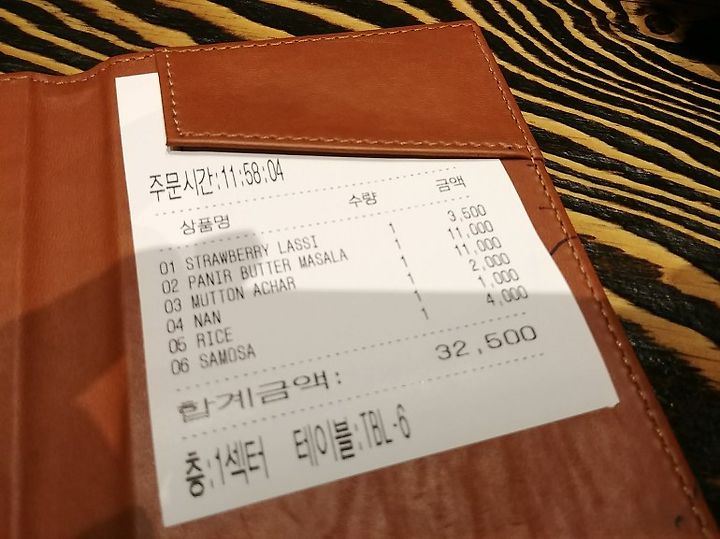 주문시간:11:58:04
상품명 수량 금액
01 STRAWBERRY LASSI 1 3,500
02 PANIR BUTTER MASALA 1 11,000
03 MUTTON ACHAR 1 11,000
04 NAN 1 2,000
05 RICE 1 1,000
06 SAMOSA 1 4,000
합계금액: 32,500
층:1섹터 테이블:TBL-6